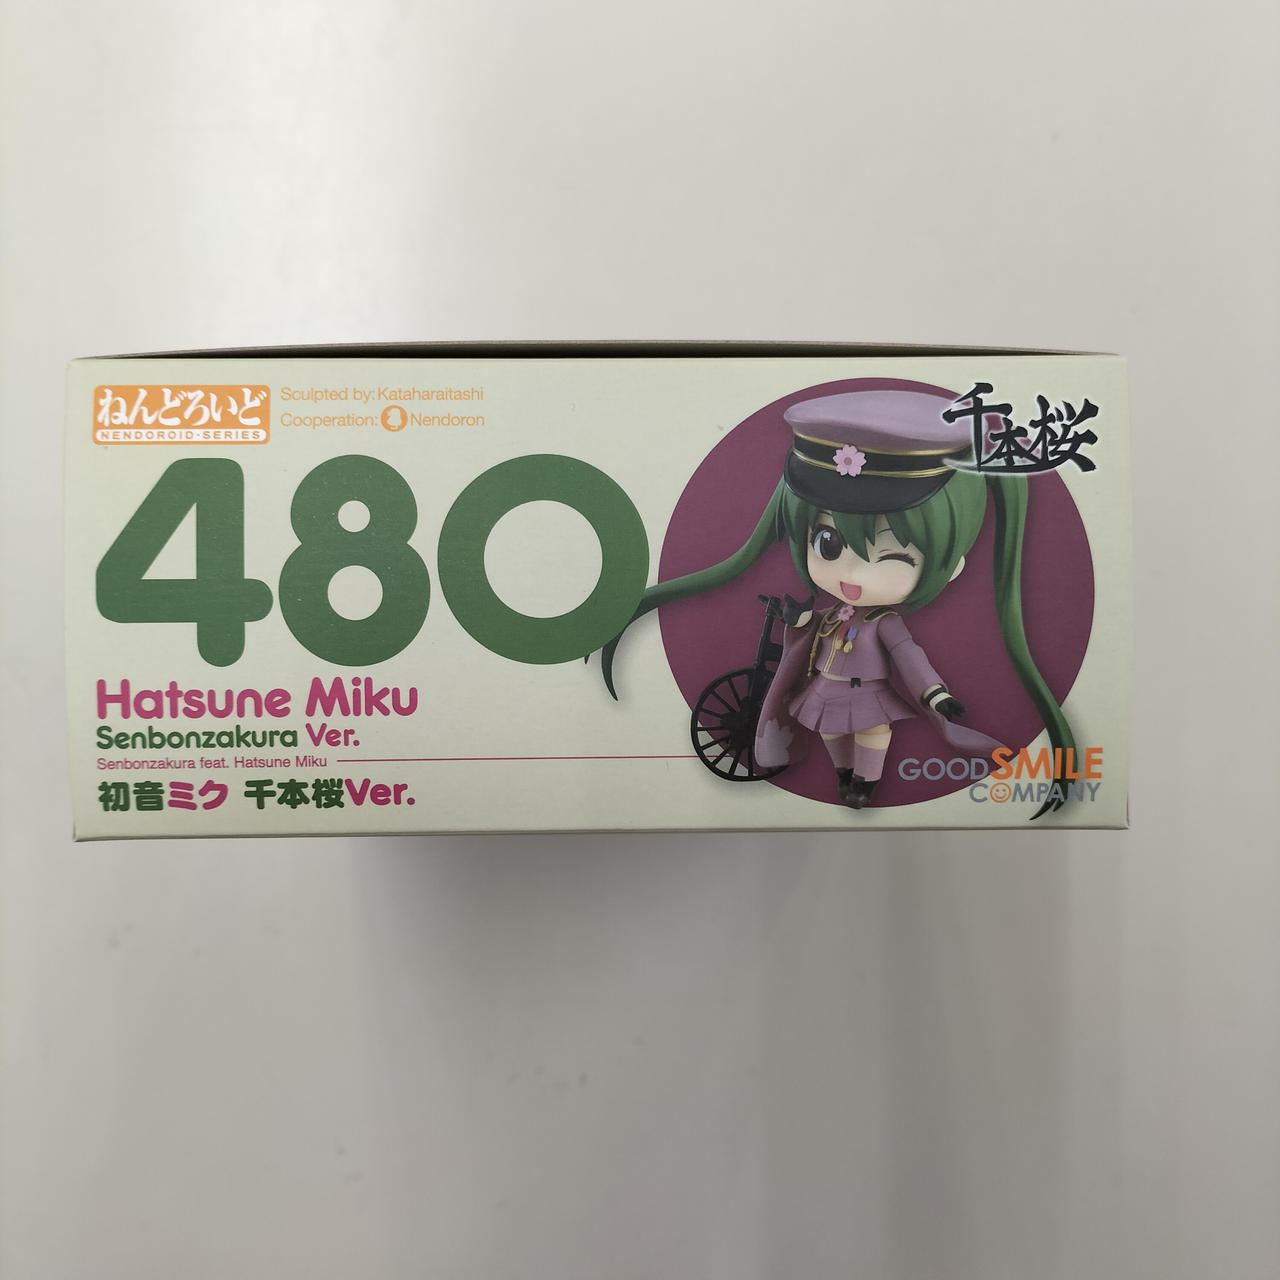 ねんどろいど
NENDOROID·SERIES
Sculpted by: Kataharaitashi
Cooperation: Nendoron
480
Hatsune Miku
Senbonzakura Ver.
Senbonzakura feat. Hatsune Miku
初音ミク 千本桜Ver.
千本桜
GOOD SMILE
COMPANY